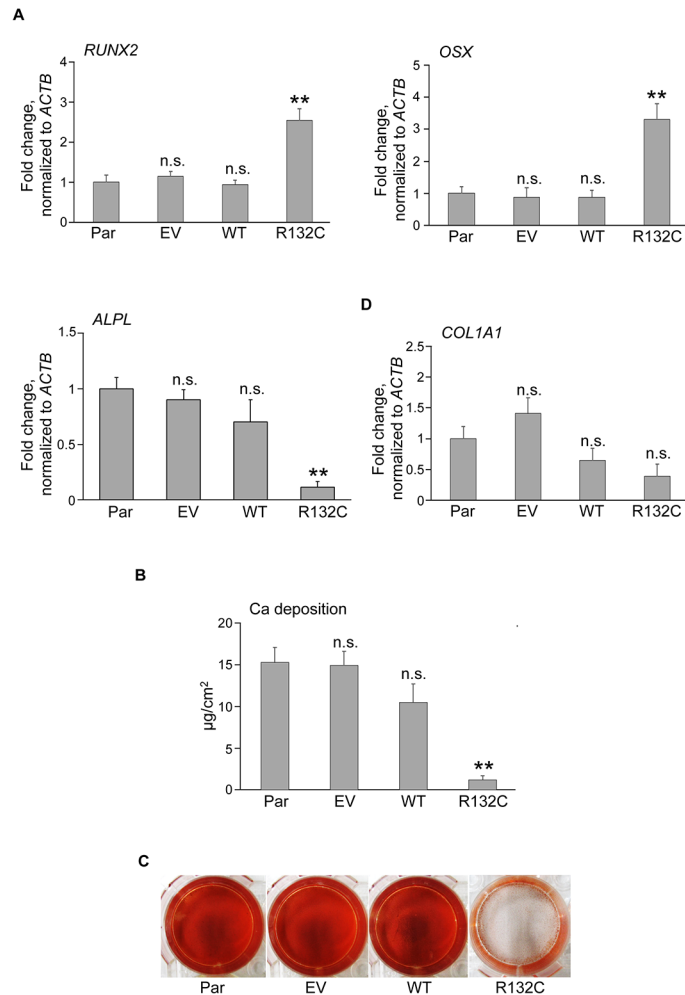 A
RUNX2
Fold change,
normalized to ACTB
4
3
2
1
0
n.s.
n.s.
**
Par EV WT R132C
OSX
Fold change,
normalized to ACTB
5
4
3
2
1
0
n.s.
n.s.
**
Par EV WT R132C
ALPL
Fold change,
normalized to ACTB
1.5
1
0.5
0
n.s.
n.s.
**
Par EV WT R132C
D
COL1A1
Fold change,
normalized to ACTB
2.5
2
1.5
1
0.5
0
n.s.
n.s.
n.s.
Par EV WT R132C
B
Ca deposition
µg/cm²
20
15
10
5
0
n.s.
n.s.
**
Par EV WT R132C
C
Par EV WT R132C